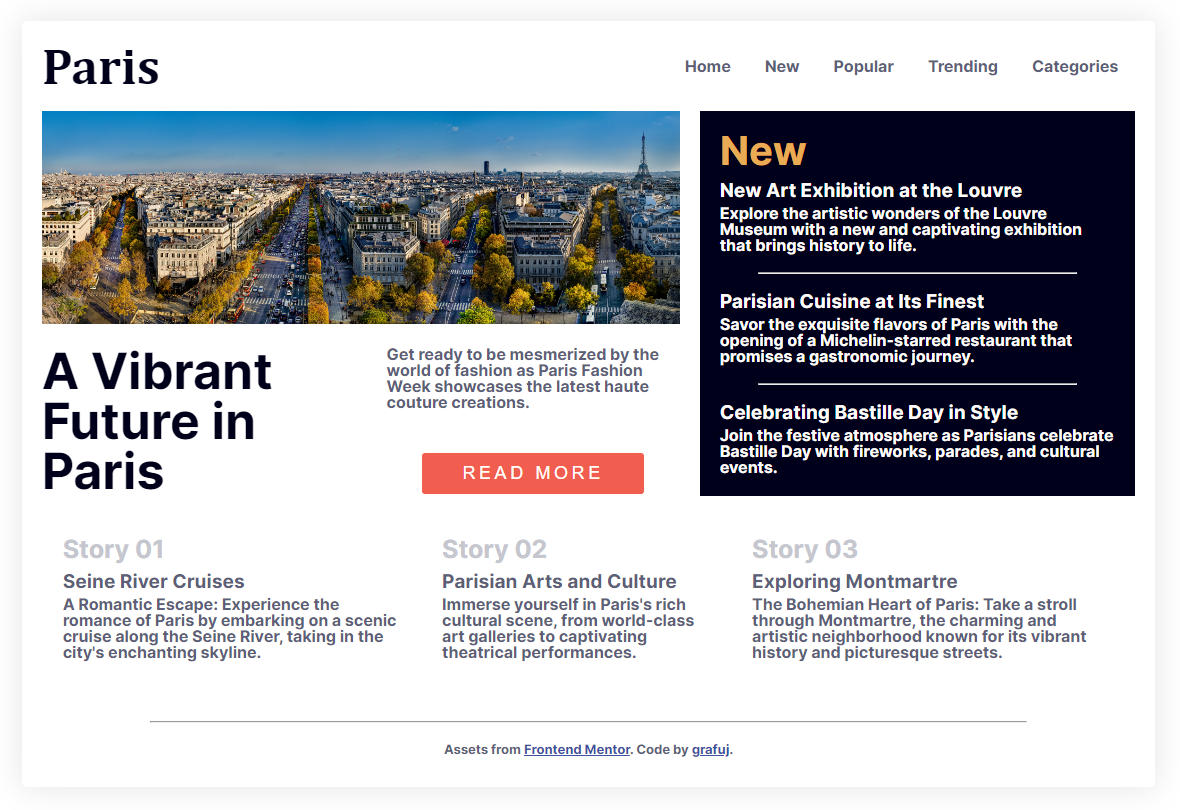 Paris
Home New Popular Trending Categories
A Vibrant
Future in
Paris
Get ready to be mesmerized by the
world of fashion as Paris Fashion
Week showcases the latest haute
couture creations.
READ MORE
New
New Art Exhibition at the Louvre
Explore the artistic wonders of the Louvre
Museum with a new and captivating exhibition
that brings history to life.
Parisian Cuisine at Its Finest
Savor the exquisite flavors of Paris with the
opening of a Michelin-starred restaurant that
promises a gastronomic journey.
Celebrating Bastille Day in Style
Join the festive atmosphere as Parisians celebrate
Bastille Day with fireworks, parades, and cultural
events.
Story 01
Seine River Cruises
A Romantic Escape: Experience the
romance of Paris by embarking on a scenic
cruise along the Seine River, taking in the
city's enchanting skyline.
Story 02
Parisian Arts and Culture
Immerse yourself in Paris's rich
cultural scene, from world-class
art galleries to captivating
theatrical performances.
Story 03
Exploring Montmartre
The Bohemian Heart of Paris: Take a stroll
through Montmartre, the charming and
artistic neighborhood known for its vibrant
history and picturesque streets.
Assets from Frontend Mentor. Code by grafuj.